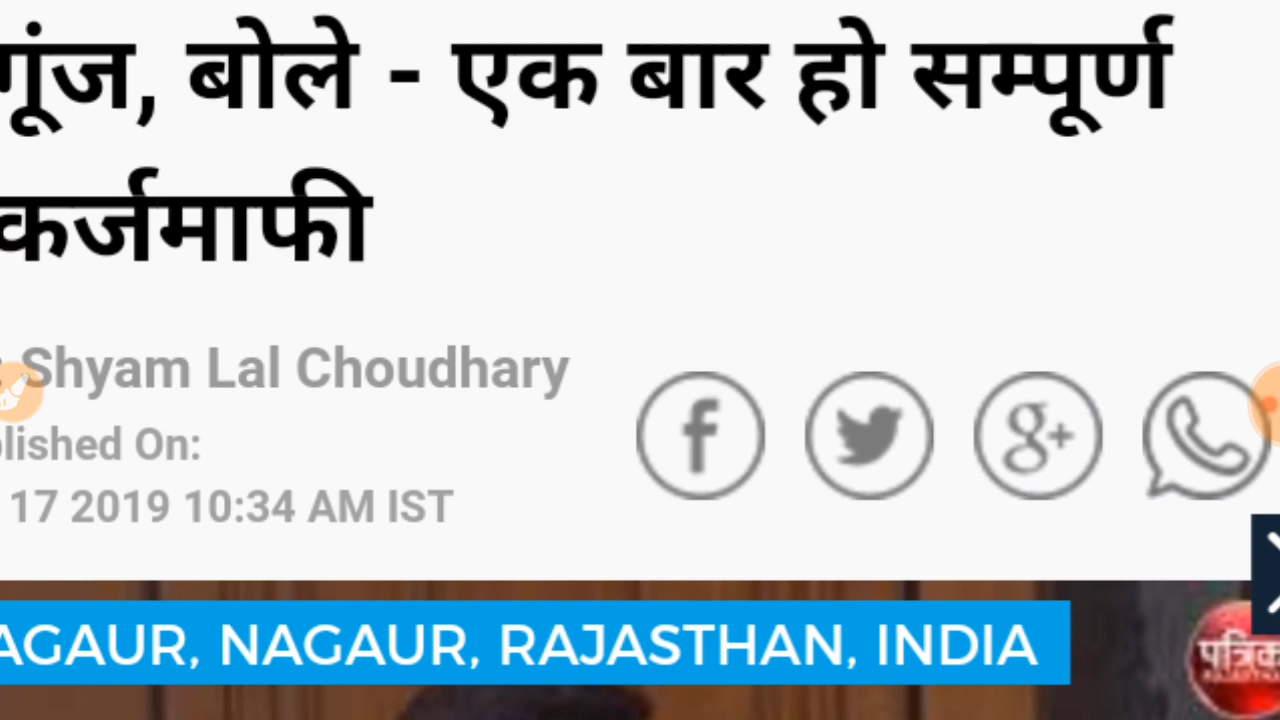 गूंज, बोले - एक बार हो सम्पूर्ण
कर्जमाफी
: Shyam Lal Choudhary
lished On:
17 2019 10:34 AM IST
AGAUR, NAGAUR, RAJASTHAN, INDIA
पत्रिक